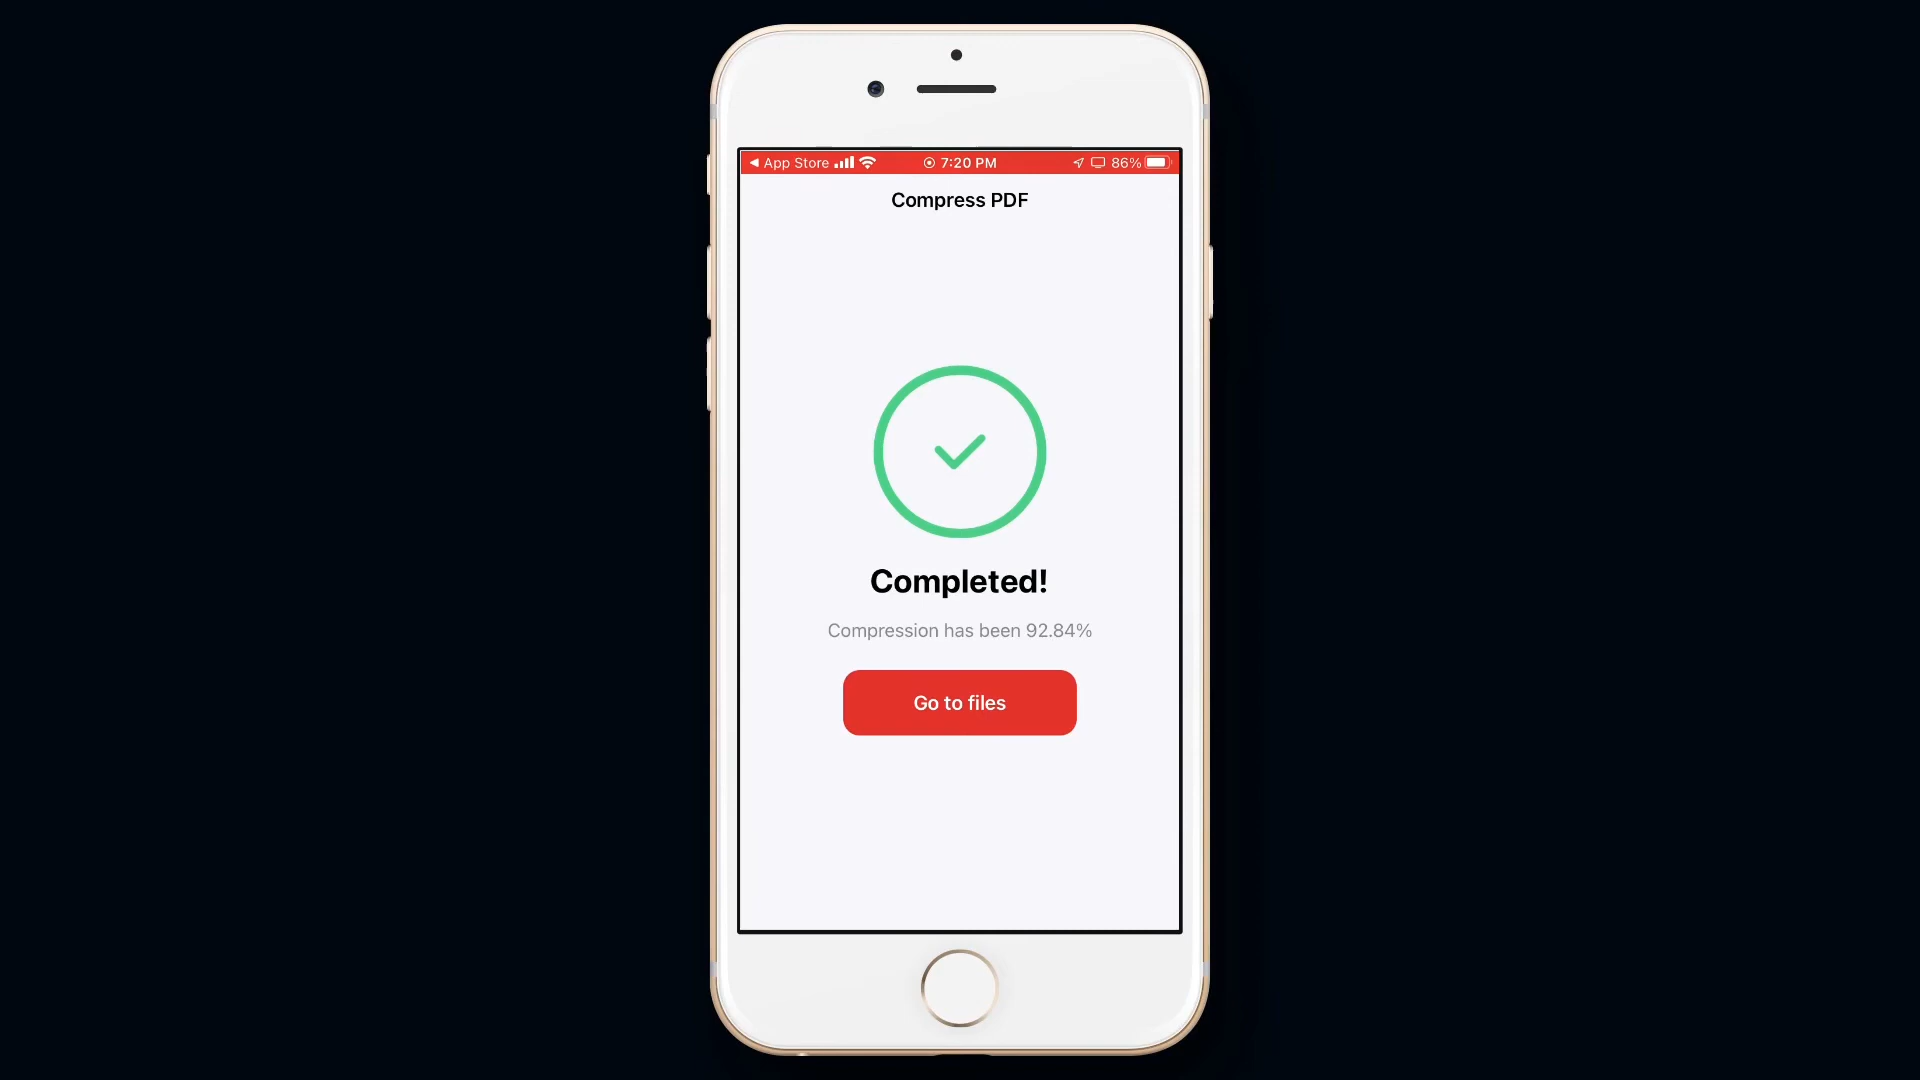 App Store 7:20 PM 86%
Compress PDF
Completed!
Compression has been 92.84%
Go to files